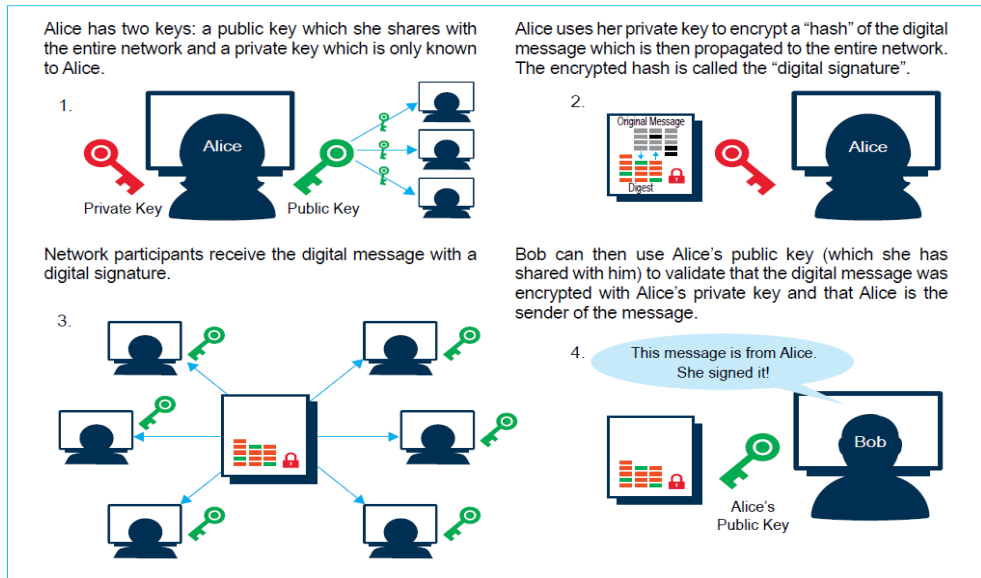 Alice has two keys: a public key which she shares with
the entire network and a private key which is only known
to Alice.
1.
Alice
Private Key
Public Key
Alice uses her private key to encrypt a “hash” of the digital
message which is then propagated to the entire network.
The encrypted hash is called the “digital signature”.
2.
Original Message
Digest
Alice
Network participants receive the digital message with a
digital signature.
3.
Bob can then use Alice’s public key (which she has
shared with him) to validate that the digital message was
encrypted with Alice’s private key and that Alice is the
sender of the message.
4.
This message is from Alice.
She signed it!
Bob
Alice’s
Public Key